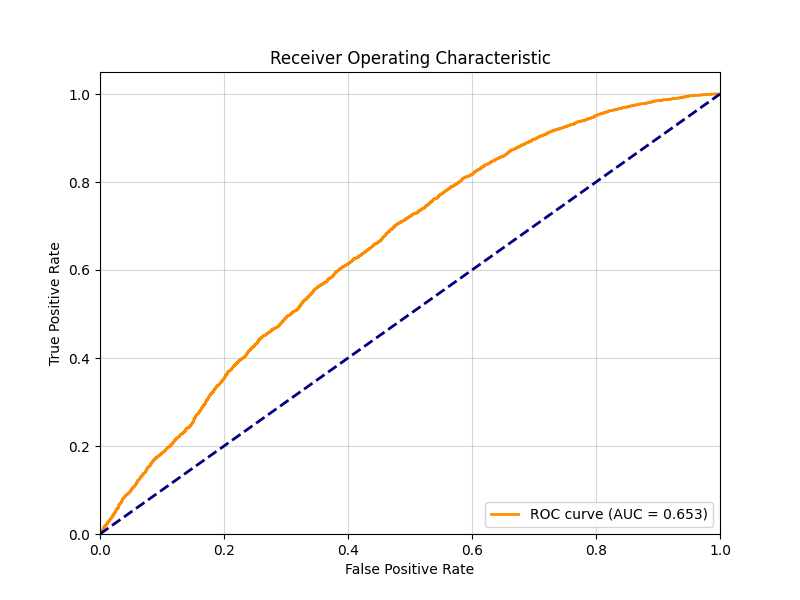 Receiver Operating Characteristic
True Positive Rate
1.0
0.8
0.6
0.4
0.2
0.0
ROC curve (AUC = 0.653)
0.0 0.2 0.4 0.6 0.8 1.0
False Positive Rate